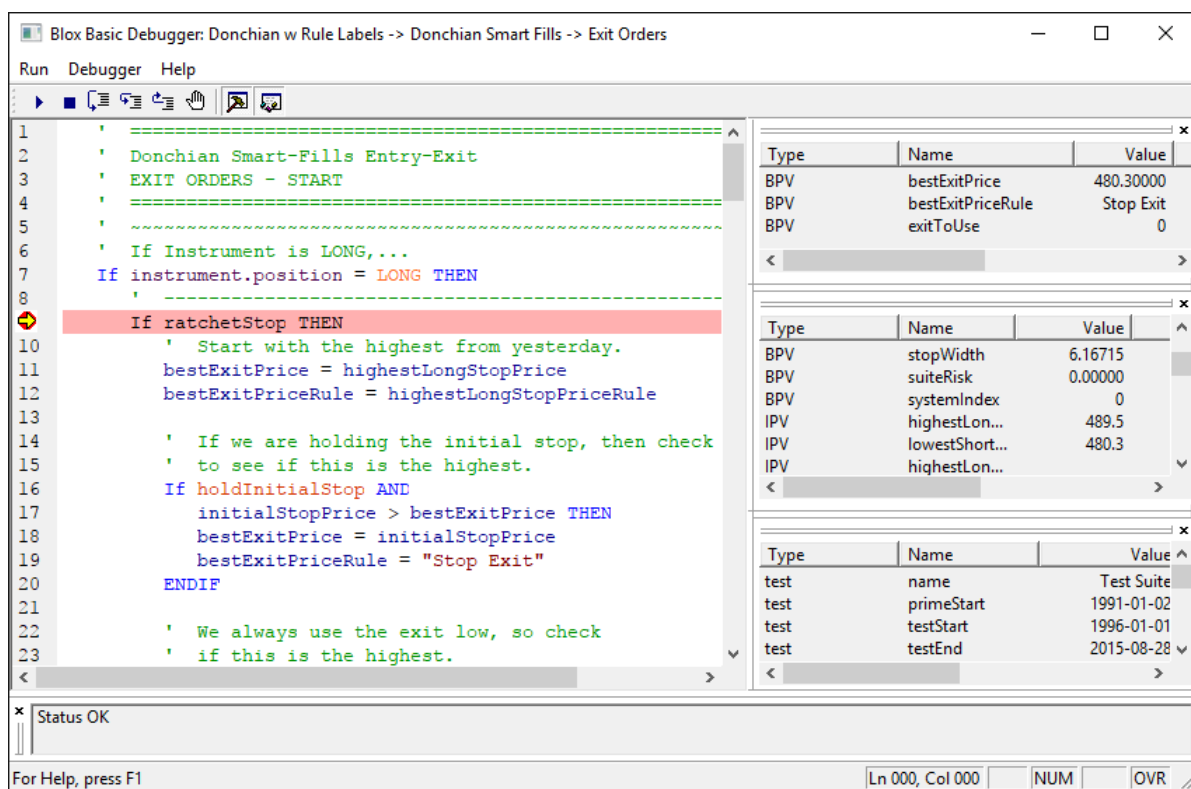 Blox Basic Debugger: Donchian w Rule Labels -> Donchian Smart Fills -> Exit Orders
Run Debugger Help
1 ' =====================================================
2 ' Donchian Smart-Fills Entry-Exit
3 ' EXIT ORDERS - START
4 ' =====================================================
5 ' ~~~~~~~~~~~~~~~~~~~~~~~~~~~~~~~~~~~~~~~~~~~~~~~~~~~~~
6 ' If Instrument is LONG,...
7 If instrument.position = LONG THEN
8 ' --------------------------------------------------
If ratchetStop THEN
10 ' Start with the highest from yesterday.
11 bestExitPrice = highestLongStopPrice
12 bestExitPriceRule = highestLongStopPriceRule
13
14 ' If we are holding the initial stop, then check
15 ' to see if this is the highest.
16 If holdInitialStop AND
17 initialStopPrice > bestExitPrice THEN
18 bestExitPrice = initialStopPrice
19 bestExitPriceRule = "Stop Exit"
20 ENDIF
21
22 ' We always use the exit low, so check
23 ' if this is the highest.
Type Name Value
BPV bestExitPrice 480.30000
BPV bestExitPriceRule Stop Exit
BPV exitToUse 0
Type Name Value
BPV stopWidth 6.16715
BPV suiteRisk 0.00000
BPV systemIndex 0
IPV highestLon... 489.5
IPV lowestShort... 480.3
IPV highestLon...
Type Name Value
test name Test Suite
test primeStart 1991-01-02
test testStart 1996-01-01
test testEnd 2015-08-28
Status OK
For Help, press F1
Ln 000, Col 000 NUM OVR